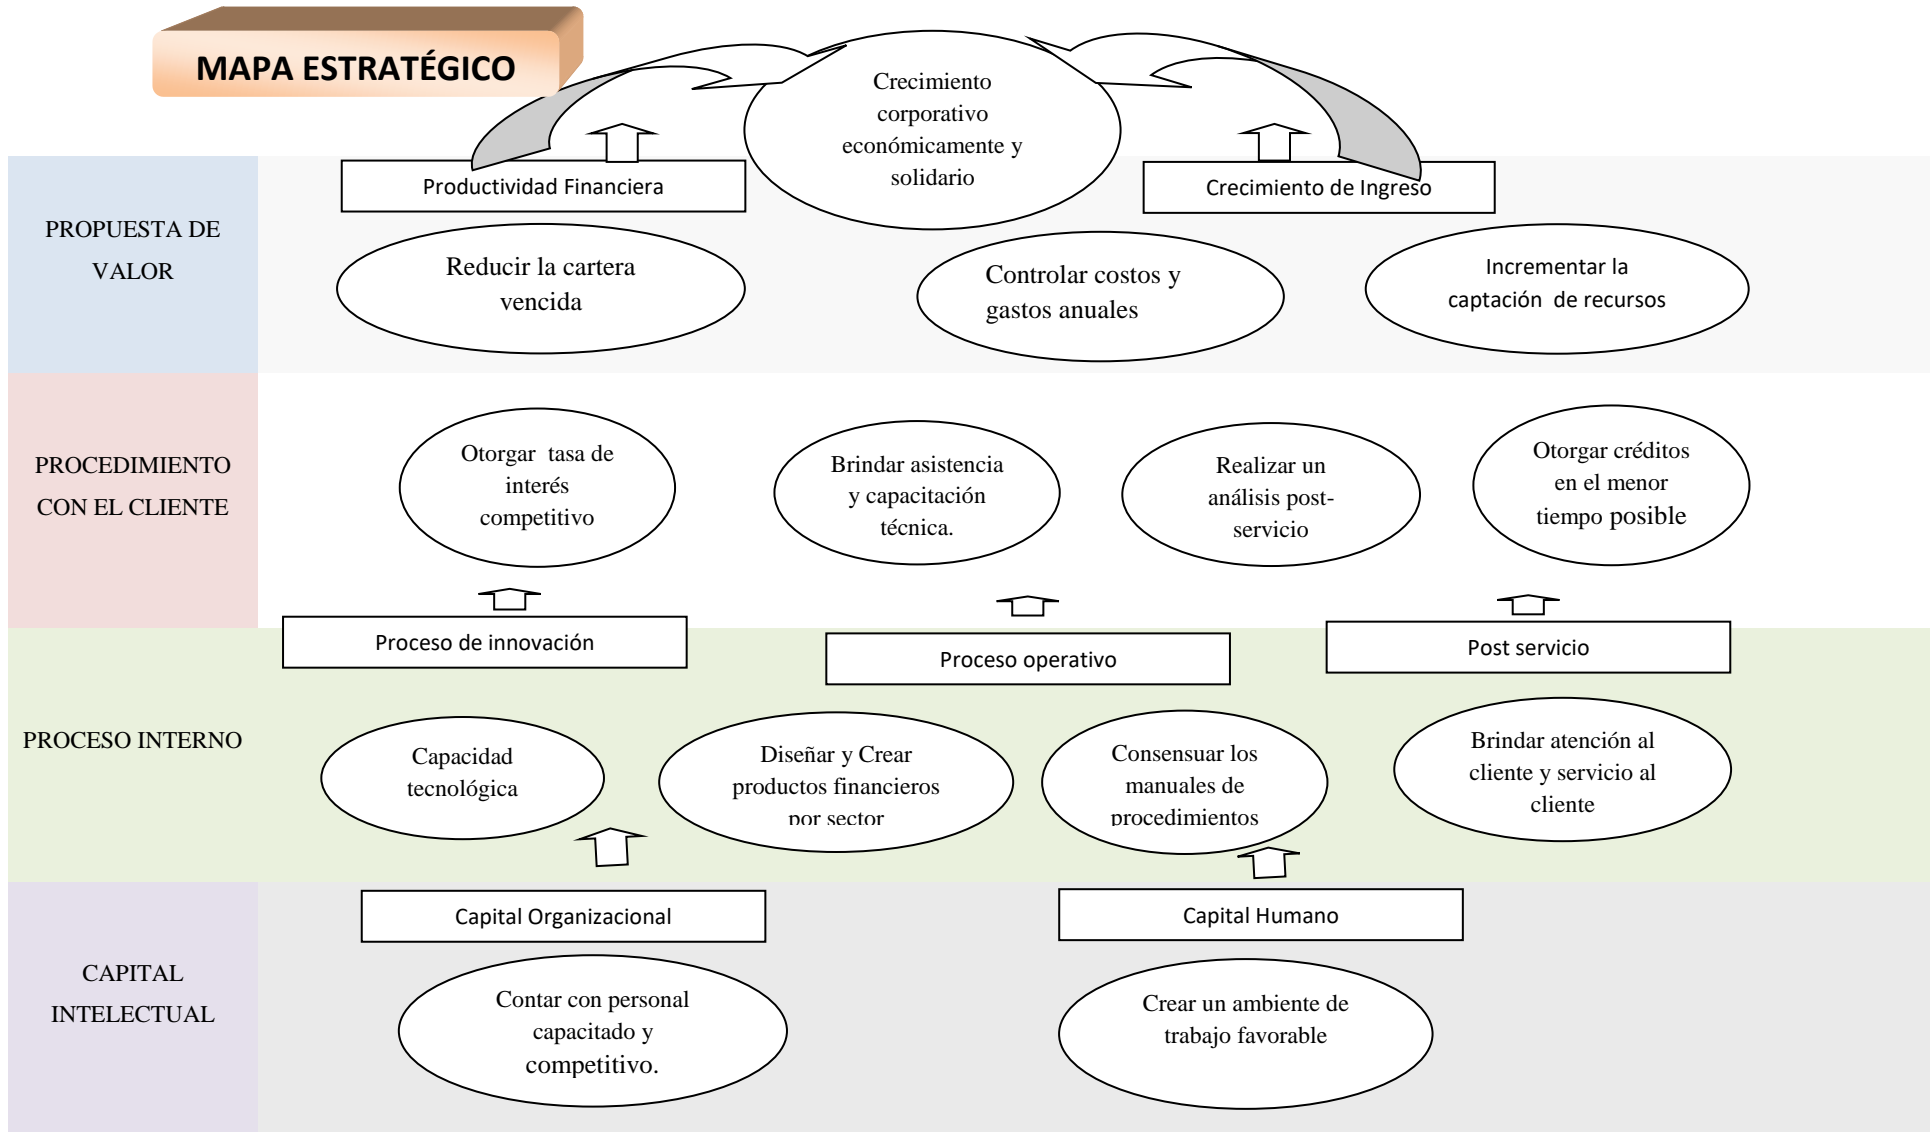 MAPA ESTRATÉGICO
Crecimiento
corporativo
económicamente y
solidario
Productividad Financiera
Crecimiento de Ingreso
PROPUESTA DE
VALOR
Reducir la cartera
vencida
Controlar costos y
gastos anuales
Incrementar la
captación de recursos
PROCEDIMIENTO
CON EL CLIENTE
Otorgar tasa de
interés
competitivo
Brindar asistencia
y capacitación
técnica.
Realizar un
análisis post-
servicio
Otorgar créditos
en el menor
tiempo posible
Proceso de innovación
Proceso operativo
Post servicio
PROCESO INTERNO
Capacidad
tecnológica
Diseñar y Crear
productos financieros
por sector
Consensuar los
manuales de
procedimientos
Brindar atención al
cliente y servicio al
cliente
Capital Organizacional
Capital Humano
CAPITAL
INTELECTUAL
Contar con personal
capacitado y
competitivo.
Crear un ambiente de
trabajo favorable